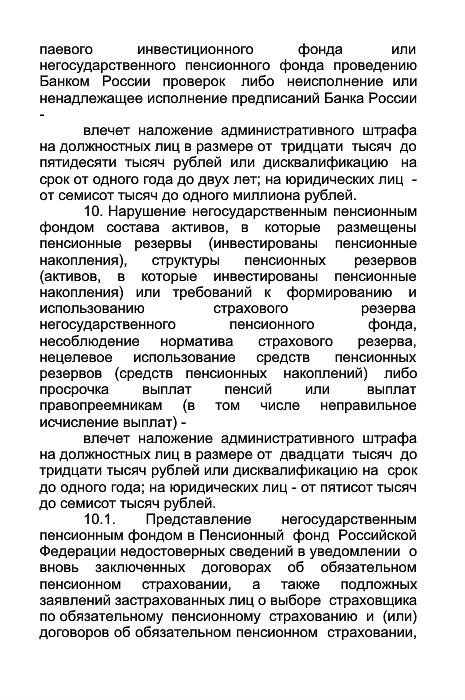 паевого инвестиционного фонда или
негосударственного пенсионного фонда проведению
Банком России проверок либо неисполнение или
ненадлежащее исполнение предписаний Банка России
-
влечет наложение административного штрафа
на должностных лиц в размере от тридцати тысяч до
пятидесяти тысяч рублей или дисквалификацию на
срок от одного года до двух лет; на юридических лиц -
от семисот тысяч до одного миллиона рублей.
10. Нарушение негосударственным пенсионным
фондом состава активов, в которые размещены
пенсионные резервы (инвестированы пенсионные
накопления), структуры пенсионных резервов
(активов, в которые инвестированы пенсионные
накопления) или требований к формированию и
использованию страхового резерва
негосударственного пенсионного фонда,
несоблюдение норматива страхового резерва,
нецелевое использование средств пенсионных
резервов (средств пенсионных накоплений) либо
просрочка выплат пенсий или выплат
правопреемникам (в том числе неправильное
исчисление выплат) -
влечет наложение административного штрафа
на должностных лиц в размере от двадцати тысяч до
тридцати тысяч рублей или дисквалификацию на срок
до одного года; на юридических лиц - от пятисот тысяч
до семисот тысяч рублей.
10.1. Представление негосударственным
пенсионным фондом в Пенсионный фонд Российской
Федерации недостоверных сведений в уведомлении о
вновь заключенных договорах об обязательном
пенсионном страховании, а также подложных
заявлений застрахованных лиц о выборе страховщика
по обязательному пенсионному страхованию и (или)
договоров об обязательном пенсионном страховании,